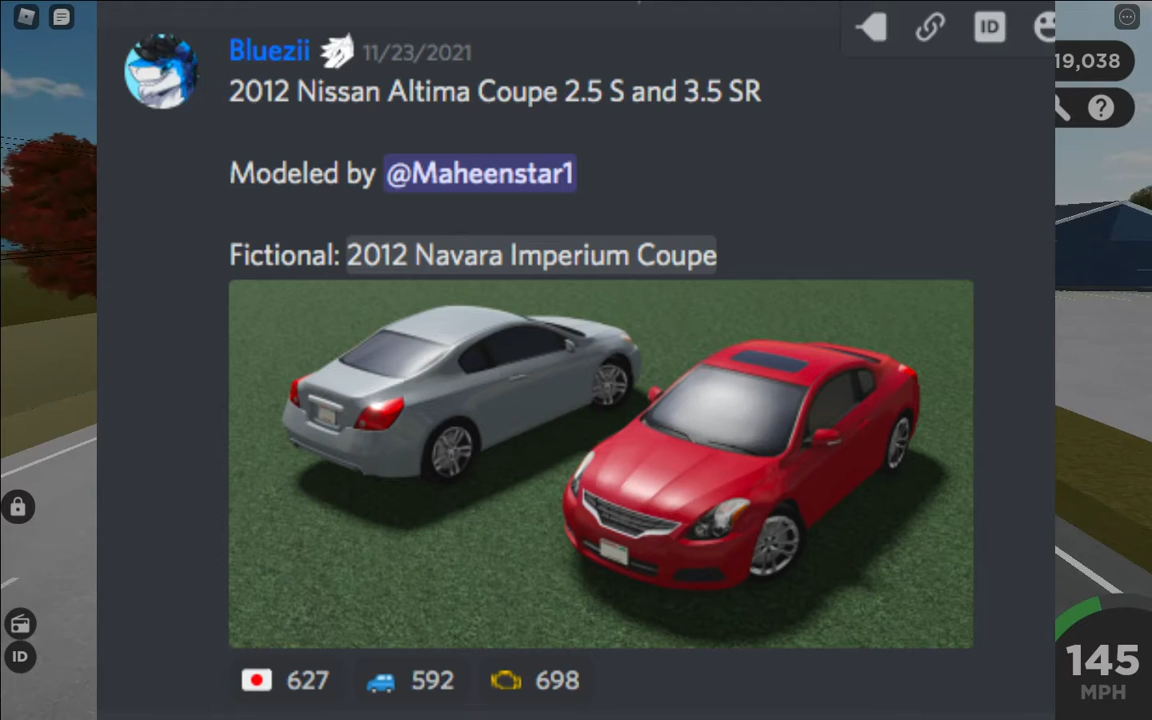 Bluezii 11/23/2021
2012 Nissan Altima Coupe 2.5 S and 3.5 SR
Modeled by @Maheenstar1
Fictional: 2012 Navara Imperium Coupe
627 592 698
ID
19,038
ID
145
MPH